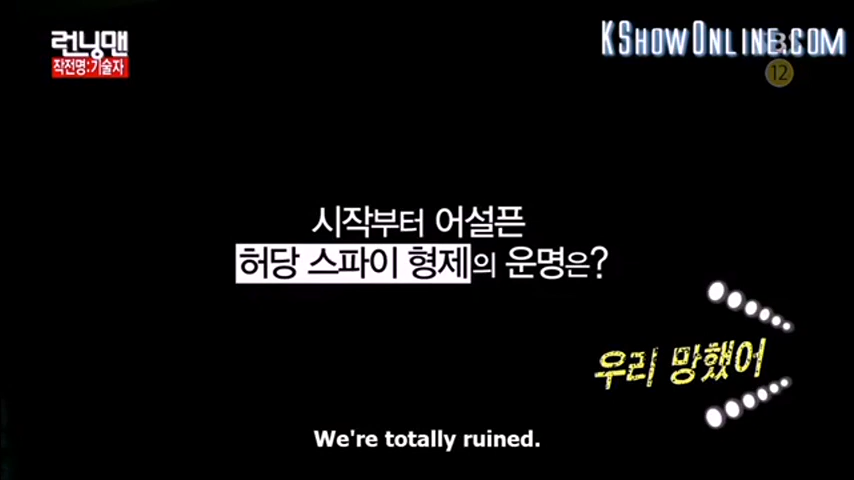 런닝맨
작전명:기술자
KShowOnline.com
12
시작부터 어설픈
허당 스파이 형제의 운명은?
우리 망했어
We're totally ruined.